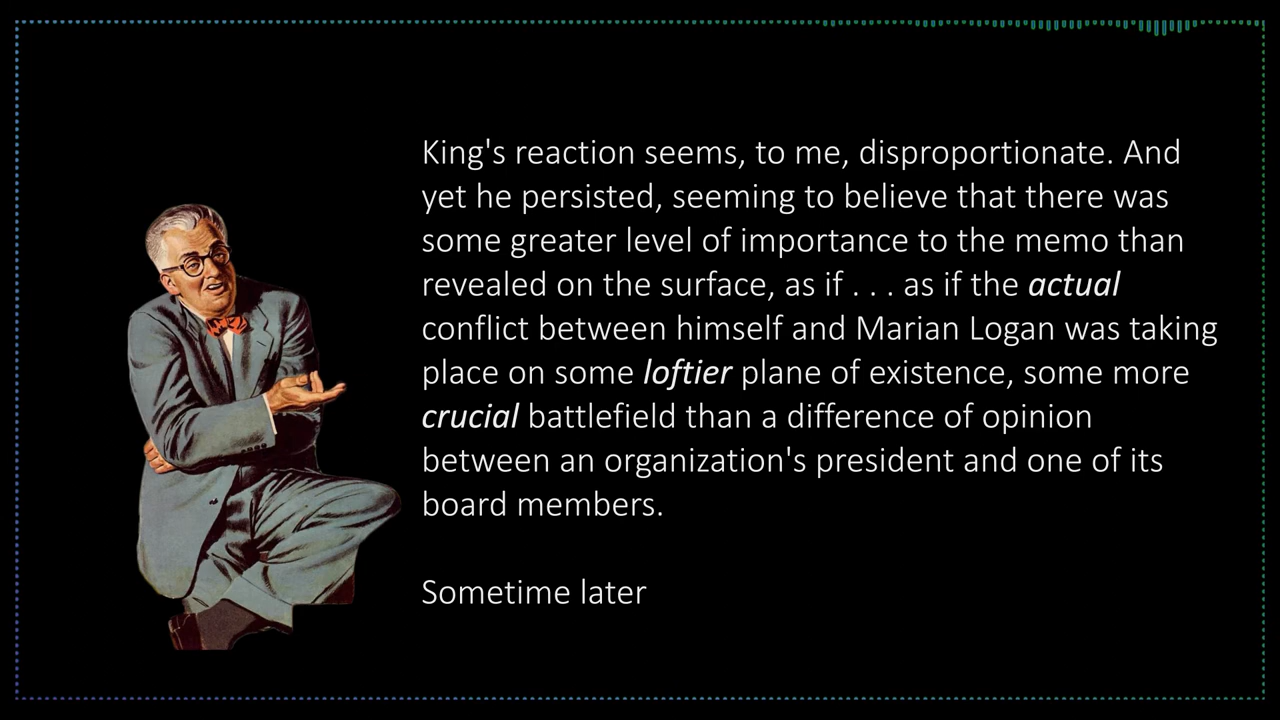 King's reaction seems, to me, disproportionate. And
yet he persisted, seeming to believe that there was
some greater level of importance to the memo than
revealed on the surface, as if . . . as if the actual
conflict between himself and Marian Logan was taking
place on some loftier plane of existence, some more
crucial battlefield than a difference of opinion
between an organization's president and one of its
board members.
Sometime later